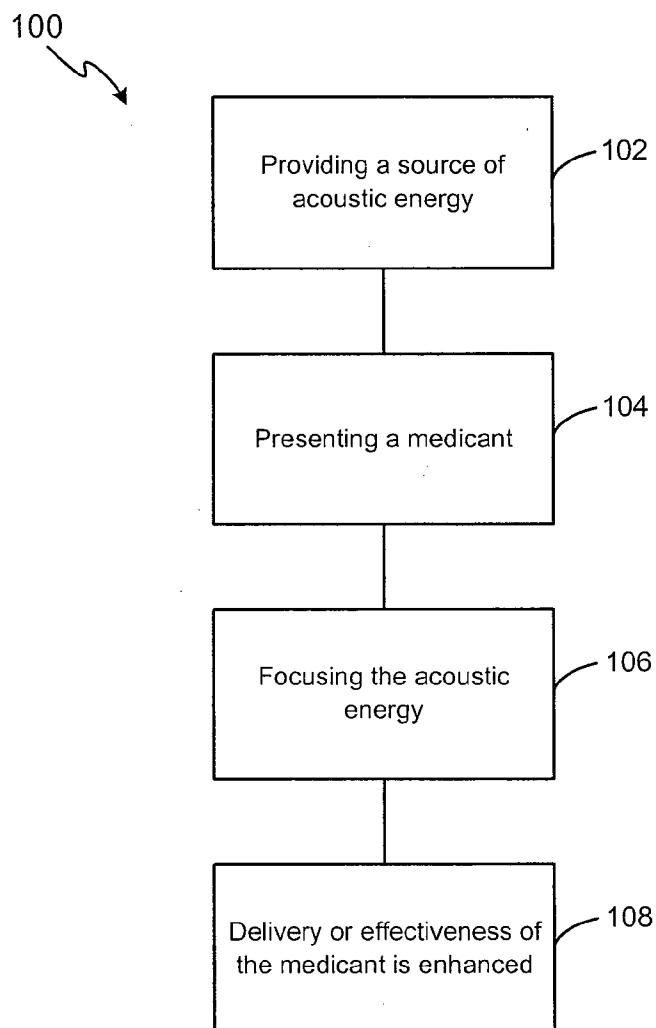 100
Providing a source of
acoustic energy
102
Presenting a medicant
104
Focusing the acoustic
energy
106
Delivery or effectiveness of
the medicant is enhanced
108